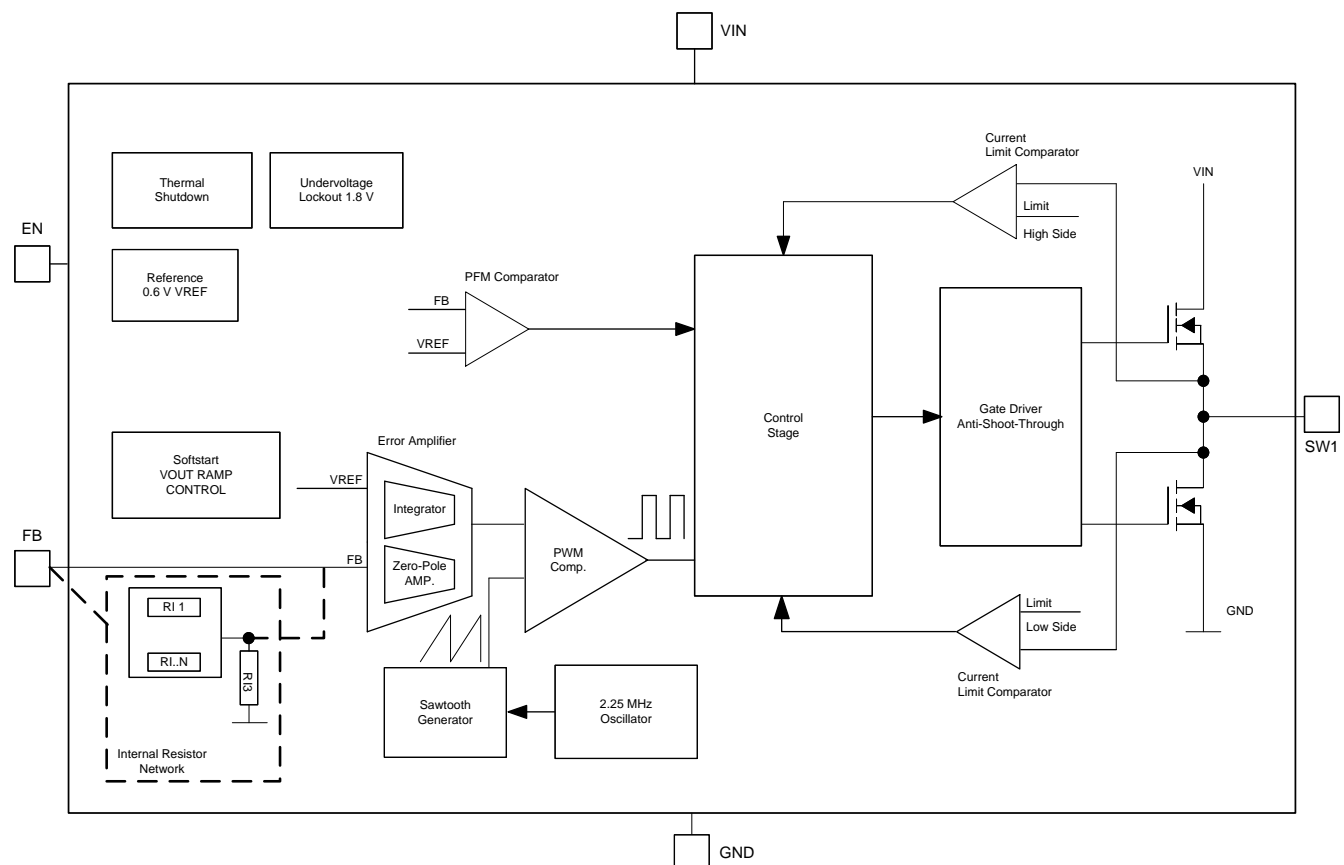 VIN
Current
Limit Comparator
Thermal
Shutdown
Undervoltage
Lockout 1.8 V
VIN
Limit
High Side
EN
Reference
0.6 V VREF
PFM Comparator
FB
VREF
Control
Stage
Gate Driver
Anti-Shoot-Through
SW1
Softstart
VOUT RAMP
CONTROL
Error Amplifier
VREF
Integrator
FB
FB
Zero-Pole
AMP.
PWM
Comp.
RI 1
RI..N
RI3
Limit
Low Side
GND
Current
Limit Comparator
Sawtooth
Generator
2.25 MHz
Oscillator
Internal Resistor
Network
GND